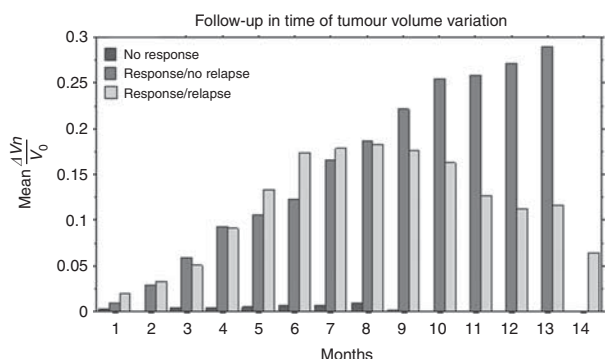 Follow-up in time of tumour volume variation
0.3
0.25
0.2
0.15
0.1
0.05
0
Mean ΔVn
V0
No response
Response/no relapse
Response/relapse
1 2 3 4 5 6 7 8 9 10 11 12 13 14
Months